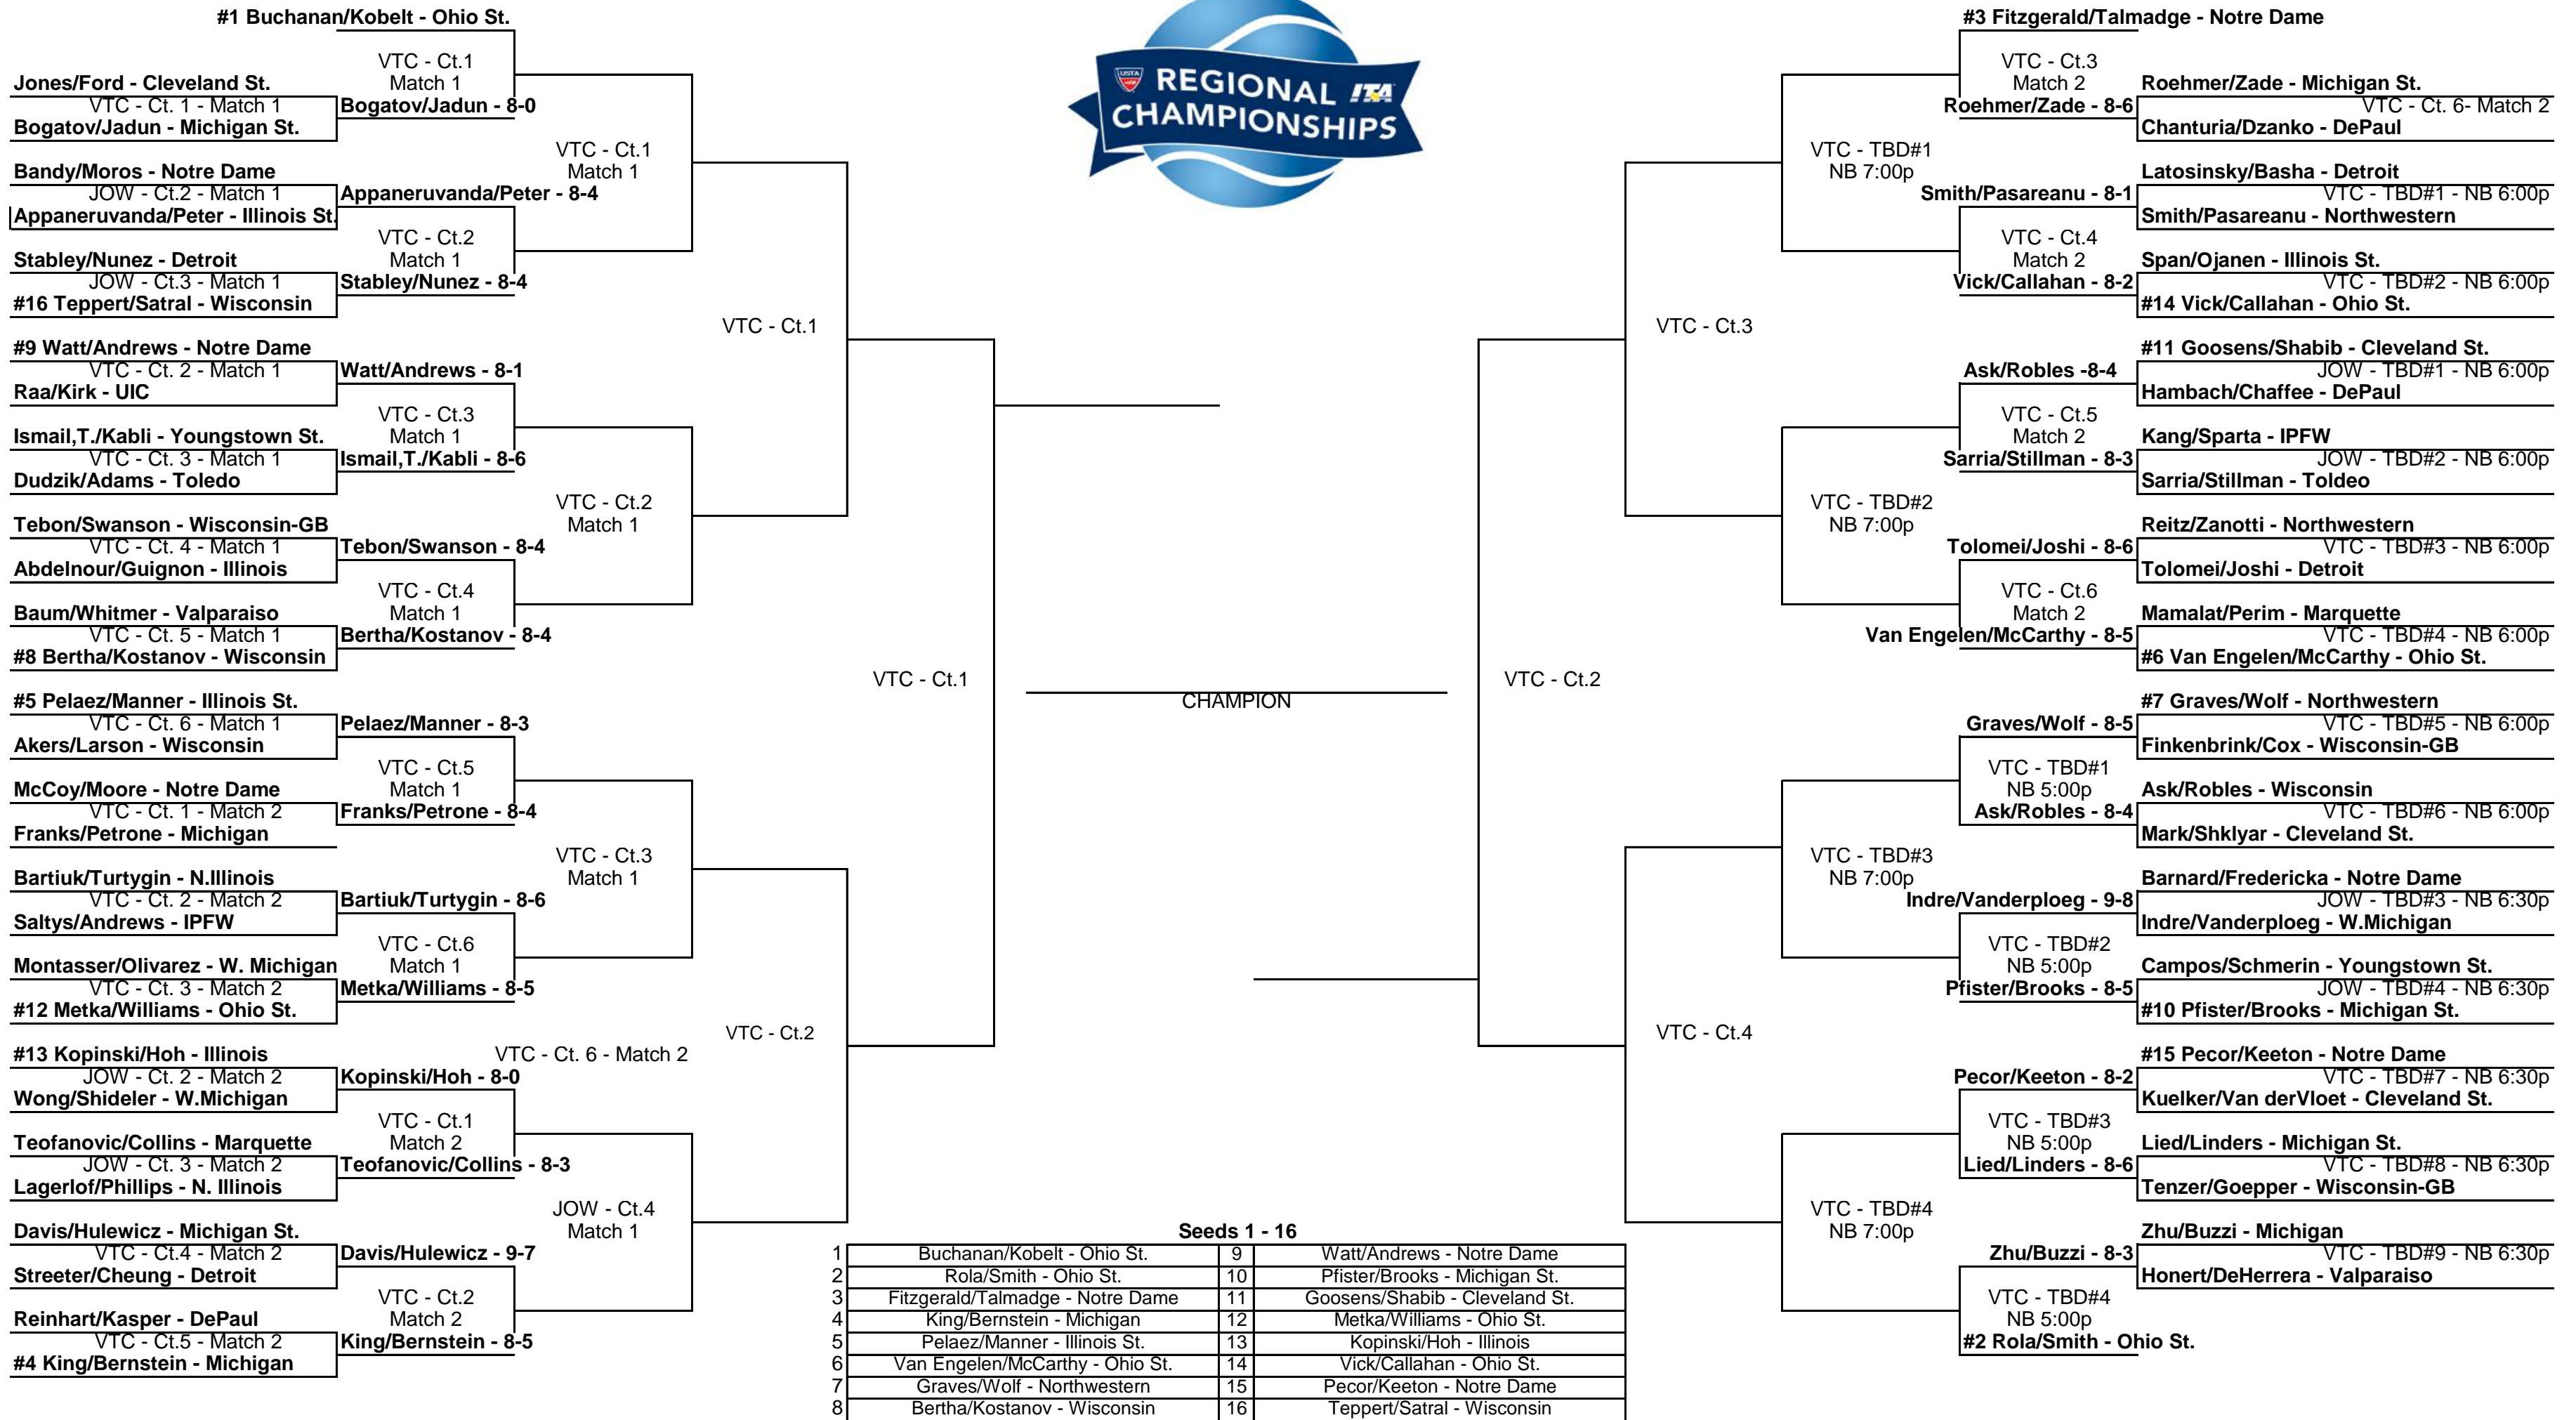 #1 Buchanan/Kobelt - Ohio St.
VTC - Ct.1
Match 1
Jones/Ford - Cleveland St.
VTC - Ct. 1 - Match 1
Bogatov/Jadun - 8-0
Bogatov/Jadun - Michigan St.
VTC - Ct.1
Match 1
Bandy/Moros - Notre Dame
JOW - Ct.2 - Match 1
Appaneruvanda/Peter - 8-4
Appaneruvanda/Peter - Illinois St.
VTC - Ct.2
Match 1
Stabley/Nunez - Detroit
JOW - Ct.3 - Match 1
Stabley/Nunez - 8-4
#16 Teppert/Satral - Wisconsin
VTC - Ct.1
#9 Watt/Andrews - Notre Dame
VTC - Ct. 2 - Match 1
Watt/Andrews - 8-1
Raa/Kirk - UIC
VTC - Ct.3
Match 1
Ismail,T./Kabli - Youngstown St.
VTC - Ct. 3 - Match 1
Ismail,T./Kabli - 8-6
Dudzik/Adams - Toledo
VTC - Ct.2
Match 1
Tebon/Swanson - Wisconsin-GB
VTC - Ct. 4 - Match 1
Tebon/Swanson - 8-4
Abdelnour/Guignon - Illinois
VTC - Ct.4
Match 1
Baum/Whitmer - Valparaiso
VTC - Ct. 5 - Match 1
Bertha/Kostanov - 8-4
#8 Bertha/Kostanov - Wisconsin
VTC - Ct.1
#5 Pelaez/Manner - Illinois St.
VTC - Ct. 6 - Match 1
Pelaez/Manner - 8-3
Akers/Larson - Wisconsin
VTC - Ct.5
Match 1
McCoy/Moore - Notre Dame
VTC - Ct. 1 - Match 2
Franks/Petrone - 8-4
Franks/Petrone - Michigan
VTC - Ct.3
Match 1
Bartiuk/Turtygin - N.Illinois
VTC - Ct. 2 - Match 2
Bartiuk/Turtygin - 8-6
Saltys/Andrews - IPFW
VTC - Ct.6
Match 1
Montasser/Olivarez - W. Michigan
VTC - Ct. 3 - Match 2
Metka/Williams - 8-5
#12 Metka/Williams - Ohio St.
VTC - Ct.2
#13 Kopinski/Hoh - Illinois
VTC - Ct. 6 - Match 2
JOW - Ct. 2 - Match 2
Kopinski/Hoh - 8-0
Wong/Shideler - W.Michigan
VTC - Ct.1
Match 2
Teofanovic/Collins - Marquette
JOW - Ct. 3 - Match 2
Teofanovic/Collins - 8-3
Lagerlof/Phillips - N. Illinois
JOW - Ct.4
Match 1
Davis/Hulewicz - Michigan St.
VTC - Ct.4 - Match 2
Davis/Hulewicz - 9-7
Streeter/Cheung - Detroit
VTC - Ct.2
Match 2
Reinhart/Kasper - DePaul
VTC - Ct.5 - Match 2
King/Bernstein - 8-5
#4 King/Bernstein - Michigan
USTA
REGIONAL ITA
CHAMPIONSHIPS
CHAMPION
#3 Fitzgerald/Talmadge - Notre Dame
VTC - Ct.3
Match 2
Roehmer/Zade - Michigan St.
Roehmer/Zade - 8-6
VTC - Ct. 6- Match 2
Chanturia/Dzanko - DePaul
VTC - TBD#1
NB 7:00p
Latosinsky/Basha - Detroit
Smith/Pasareanu - 8-1
VTC - TBD#1 - NB 6:00p
Smith/Pasareanu - Northwestern
VTC - Ct.4
Match 2
Span/Ojanen - Illinois St.
Vick/Callahan - 8-2
VTC - TBD#2 - NB 6:00p
#14 Vick/Callahan - Ohio St.
VTC - Ct.3
#11 Goosens/Shabib - Cleveland St.
Ask/Robles -8-4
JOW - TBD#1 - NB 6:00p
Hambach/Chaffee - DePaul
VTC - Ct.5
Match 2
Kang/Sparta - IPFW
Sarria/Stillman - 8-3
JOW - TBD#2 - NB 6:00p
Sarria/Stillman - Toldeo
VTC - TBD#2
NB 7:00p
Reitz/Zanotti - Northwestern
Tolomei/Joshi - 8-6
VTC - TBD#3 - NB 6:00p
Tolomei/Joshi - Detroit
VTC - Ct.6
Match 2
Mamalat/Perim - Marquette
Van Engelen/McCarthy - 8-5
VTC - TBD#4 - NB 6:00p
#6 Van Engelen/McCarthy - Ohio St.
VTC - Ct.2
#7 Graves/Wolf - Northwestern
Graves/Wolf - 8-5
VTC - TBD#5 - NB 6:00p
Finkenbrink/Cox - Wisconsin-GB
VTC - TBD#1
NB 5:00p
Ask/Robles - Wisconsin
Ask/Robles - 8-4
VTC - TBD#6 - NB 6:00p
Mark/Shklyar - Cleveland St.
VTC - TBD#3
NB 7:00p
Barnard/Fredericka - Notre Dame
Indre/Vanderploeg - 9-8
JOW - TBD#3 - NB 6:30p
Indre/Vanderploeg - W.Michigan
VTC - TBD#2
NB 5:00p
Campos/Schmerin - Youngstown St.
Pfister/Brooks - 8-5
JOW - TBD#4 - NB 6:30p
#10 Pfister/Brooks - Michigan St.
VTC - Ct.4
#15 Pecor/Keeton - Notre Dame
Pecor/Keeton - 8-2
VTC - TBD#7 - NB 6:30p
Kuelker/Van derVloet - Cleveland St.
VTC - TBD#3
NB 5:00p
Lied/Linders - Michigan St.
Lied/Linders - 8-6
VTC - TBD#8 - NB 6:30p
Tenzer/Goepper - Wisconsin-GB
VTC - TBD#4
NB 7:00p
Zhu/Buzzi - Michigan
Zhu/Buzzi - 8-3
VTC - TBD#9 - NB 6:30p
Honert/DeHerrera - Valparaiso
VTC - TBD#4
NB 5:00p
#2 Rola/Smith - Ohio St.
Seeds 1 - 16
1 Buchanan/Kobelt - Ohio St. 9 Watt/Andrews - Notre Dame
2 Rola/Smith - Ohio St. 10 Pfister/Brooks - Michigan St.
3 Fitzgerald/Talmadge - Notre Dame 11 Goosens/Shabib - Cleveland St.
4 King/Bernstein - Michigan 12 Metka/Williams - Ohio St.
5 Pelaez/Manner - Illinois St. 13 Kopinski/Hoh - Illinois
6 Van Engelen/McCarthy - Ohio St. 14 Vick/Callahan - Ohio St.
7 Graves/Wolf - Northwestern 15 Pecor/Keeton - Notre Dame
8 Bertha/Kostanov - Wisconsin 16 Teppert/Satral - Wisconsin